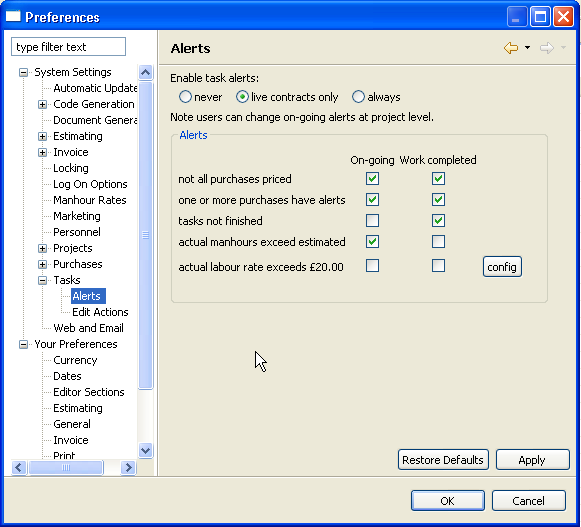 Preferences
type filter text
Alerts
System Settings
Automatic Update
Code Generation
Document Genera
Estimating
Invoice
Locking
Log On Options
Manhour Rates
Marketing
Personnel
Projects
Purchases
Tasks
Alerts
Edit Actions
Web and Email
Your Preferences
Currency
Dates
Editor Sections
Estimating
General
Invoice
Print
Enable task alerts:
never live contracts only always
Note users can change on-going alerts at project level.
Alerts
On-going Work completed
not all purchases priced
one or more purchases have alerts
tasks not finished
actual manhours exceed estimated
actual labour rate exceeds £20.00 config
Restore Defaults Apply
OK Cancel